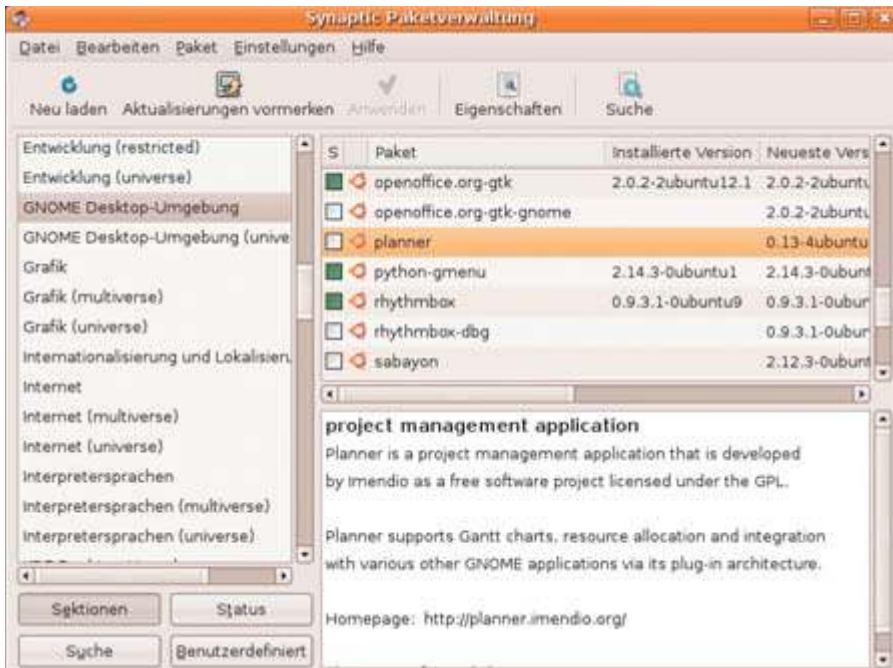 Synaptic Paketverwaltung
Datei Bearbeiten Paket Einstellungen Hilfe
Neu laden Aktualisierungen vormerken Anwenden Eigenschaften Suche
Entwicklung (restricted)
Entwicklung (universe)
GNOME Desktop-Umgebung
GNOME Desktop-Umgebung (unive
Grafik
Grafik (multiverse)
Grafik (universe)
Internationalisierung und Lokalisieru
Internet
Internet (multiverse)
Internet (universe)
Interpretersprachen
Interpretersprachen (multiverse)
Interpretersprachen (universe)
Sektionen Status
Suche Benutzerdefiniert
S Paket Installierte Version Neueste Vers
openoffice.org-gtk 2.0.2-2ubuntu12.1 2.0.2-2ubuntu
openoffice.org-gtk-gnome 2.0.2-2ubuntu
planner 0.13-4ubuntu
python-gmenu 2.14.3-0ubuntu1 2.14.3-0ubunt
rhythmbox 0.9.3.1-0ubuntu9 0.9.3.1-0ubur
rhythmbox-dbg 0.9.3.1-0ubur
sabayon 2.12.3-0ubunt
project management application
Planner is a project management application that is developed
by Imendio as a free software project licensed under the GPL.
Planner supports Gantt charts, resource allocation and integration
with various other GNOME applications via its plug-in architecture.
Homepage: http://planner.imendio.org/